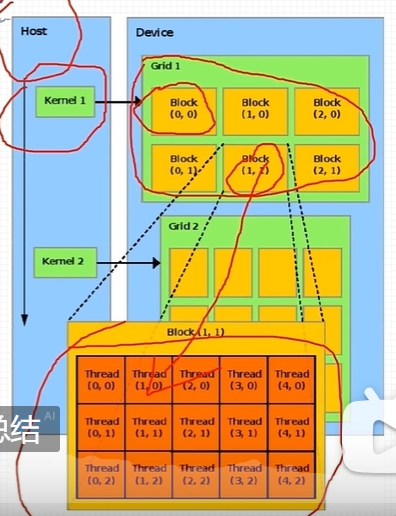 Host
Device
Grid 1
Kernel 1
Block
(0, 0)
Block
(1, 0)
Block
(2, 0)
Block
(0, 1)
Block
(1, 1)
Block
(2, 1)
Grid 2
Kernel 2
Block (1, 1)
Thread
(0, 0)
Thread
(1, 0)
Thread
(2, 0)
Thread
(3, 0)
Thread
(4, 0)
Thread
(0, 1)
Thread
(1, 1)
Thread
(2, 1)
Thread
(3, 1)
Thread
(4, 1)
AI
总结
Thread
(0, 2)
Thread
(1, 2)
Thread
(2, 2)
Thread
(3, 2)
Thread
(4, 2)